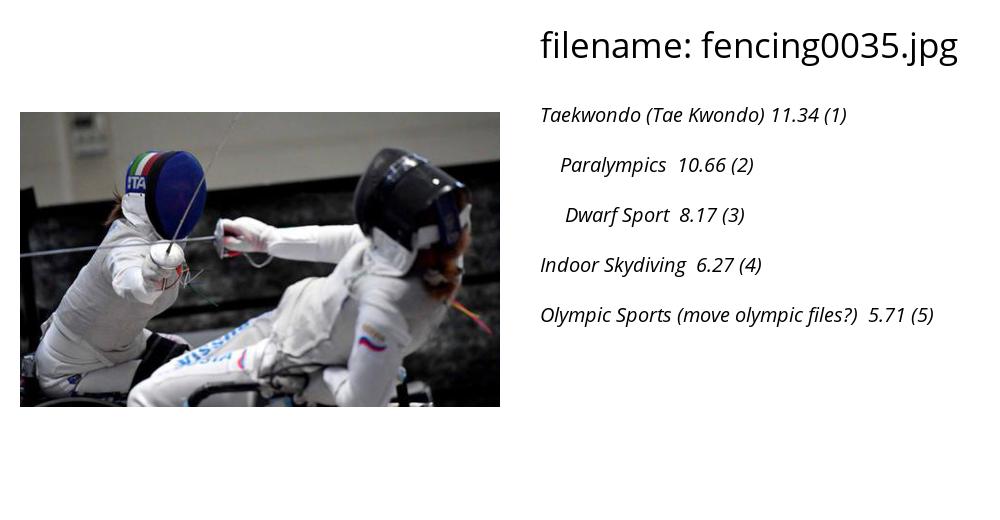 filename: fencing0035.jpg
Taekwondo (Tae Kwondo) 11.34 (1)
Paralympics 10.66 (2)
Dwarf Sport 8.17 (3)
Indoor Skydiving 6.27 (4)
Olympic Sports (move olympic files?) 5.71 (5)
ITA
RUSSIA